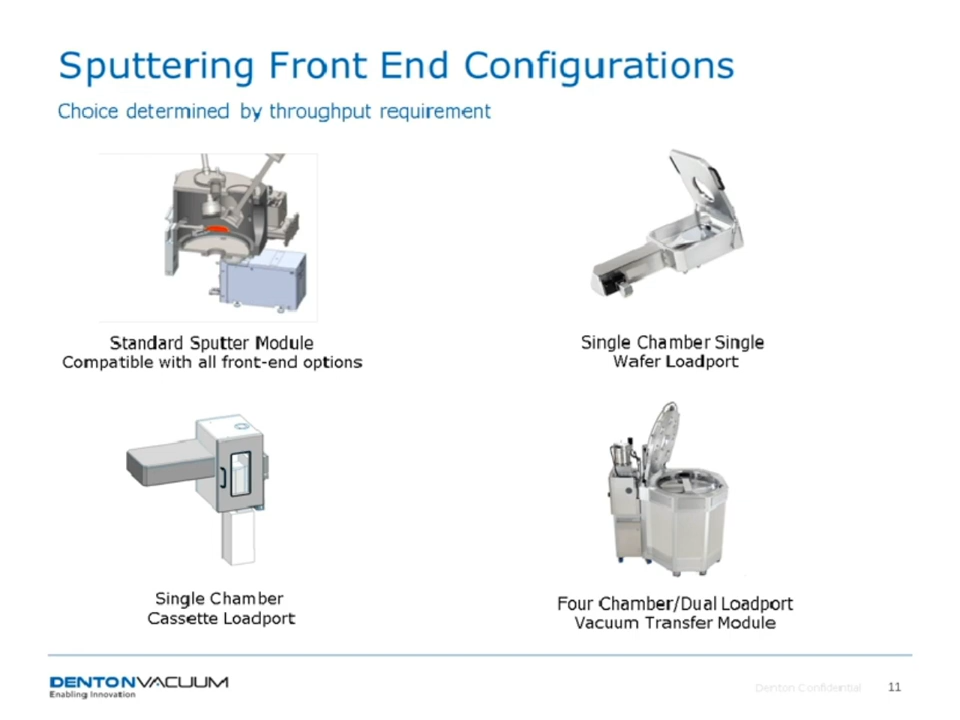 Sputtering Front End Configurations
Choice determined by throughput requirement
Standard Sputter Module
Compatible with all front-end options
Single Chamber Single
Wafer Loadport
Single Chamber
Cassette Loadport
Four Chamber/Dual Loadport
Vacuum Transfer Module
DENTONVACUUM
Enabling Innovation
Denton Confidential
11